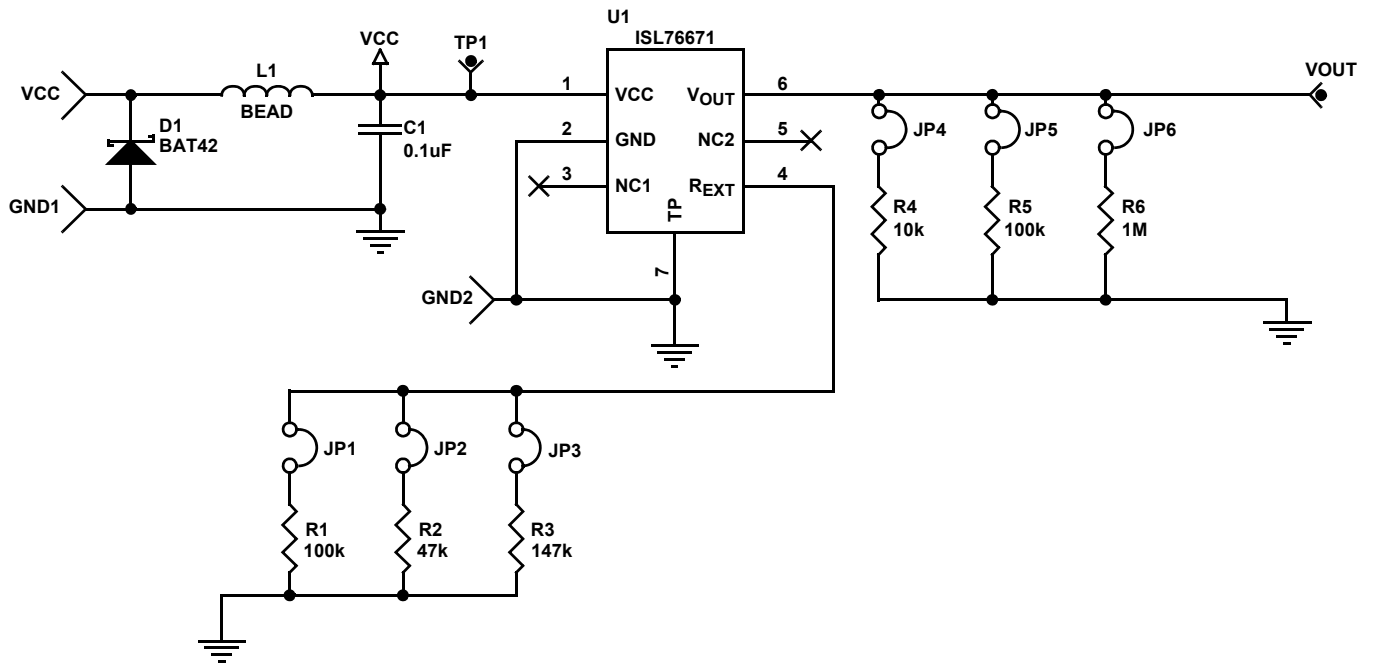 U1
ISL76671
VCC
TP1
VCC
L1
BEAD
D1
BAT42
C1
0.1uF
GND1
1
VCC
2
GND
3
NC1
VOUT
6
NC2
5
REXT
4
TP
7
GND2
VOUT
JP4
JP5
JP6
R4
10k
R5
100k
R6
1M
JP1
JP2
JP3
R1
100k
R2
47k
R3
147k